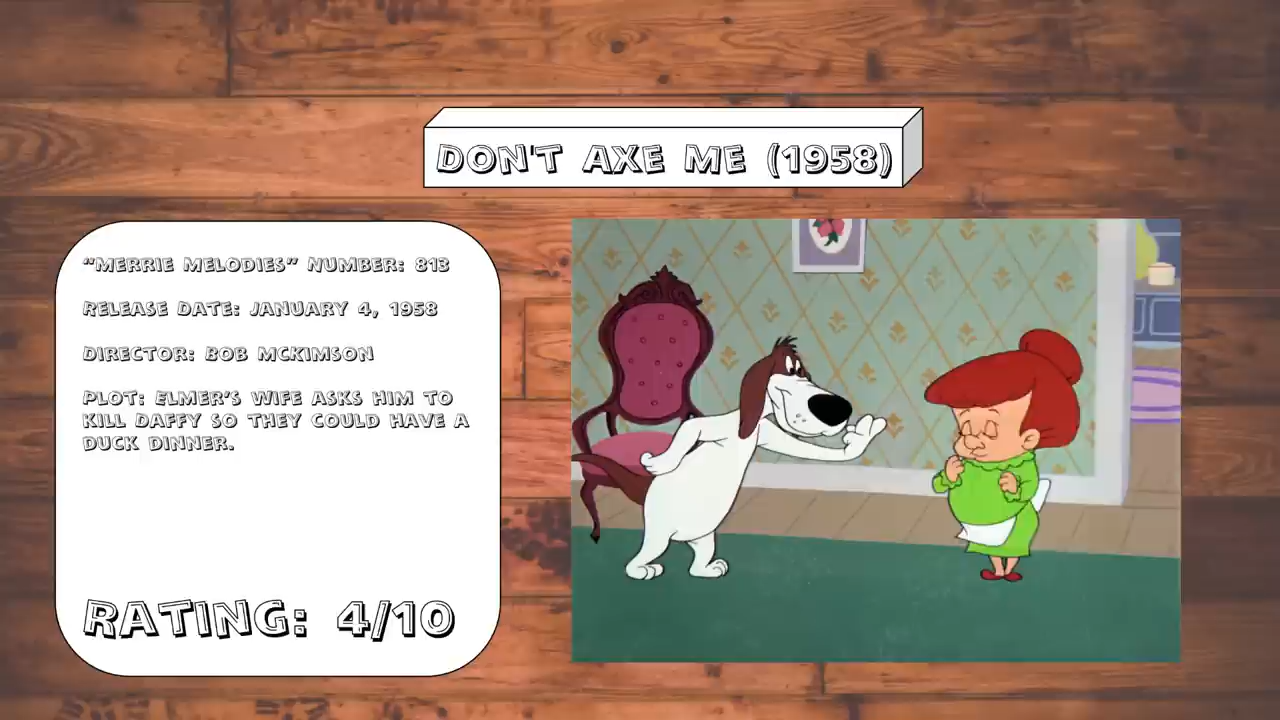 DON'T AXE ME (1958)
"MERRIE MELODIES" NUMBER: 813
RELEASE DATE: JANUARY 4, 1958
DIRECTOR: BOB MCKIMSON
PLOT: ELMER'S WIFE ASKS HIM TO
KILL DAFFY SO THEY COULD HAVE A
DUCK DINNER.
RATING: 4/10